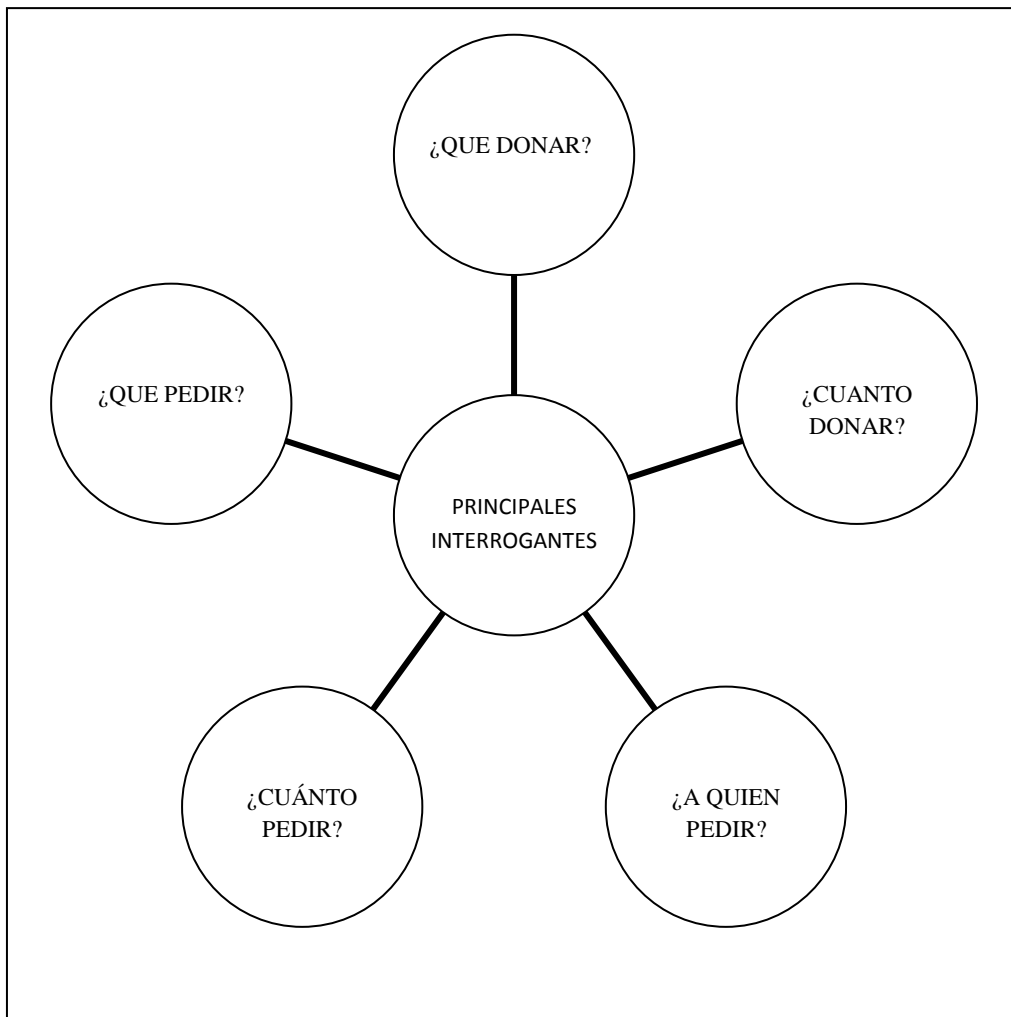 ¿QUE DONAR?
¿QUE PEDIR?
¿CUANTO
DONAR?
PRINCIPALES
INTERROGANTES
¿CUÁNTO
PEDIR?
¿A QUIEN
PEDIR?